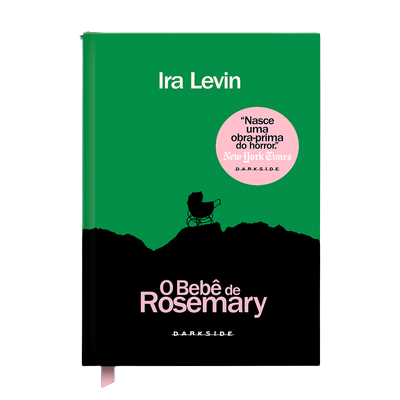 Ira Levin
"Nasce
uma
obra-prima
do horror."
New York Times
DARKSIDE
O Bebê de
Rosemary
DARKSIDE